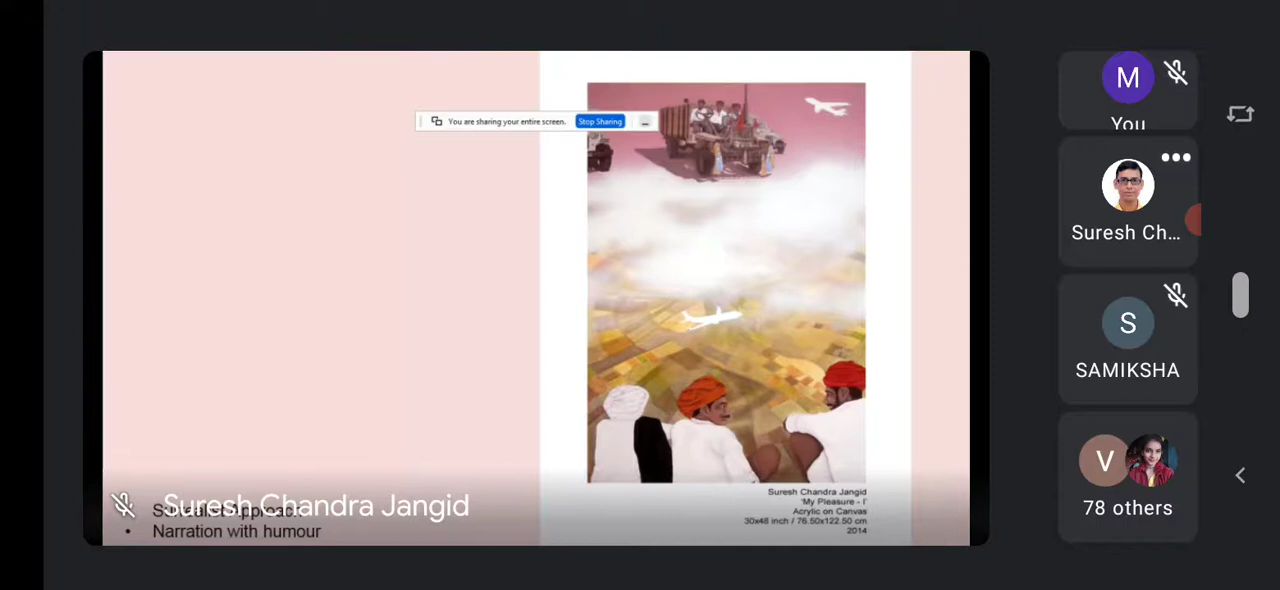 You are sharing your entire screen.
Stop Sharing
Suresh Chandra Jangid
'My Pleasure - I'
Acrylic on Canvas
30x48 inch / 76.50x122.50 cm
2014
Suresh Chandra Jangid
Approach
• Narration with humour
M
You
Suresh Ch...
S
SAMIKSHA
V
78 others